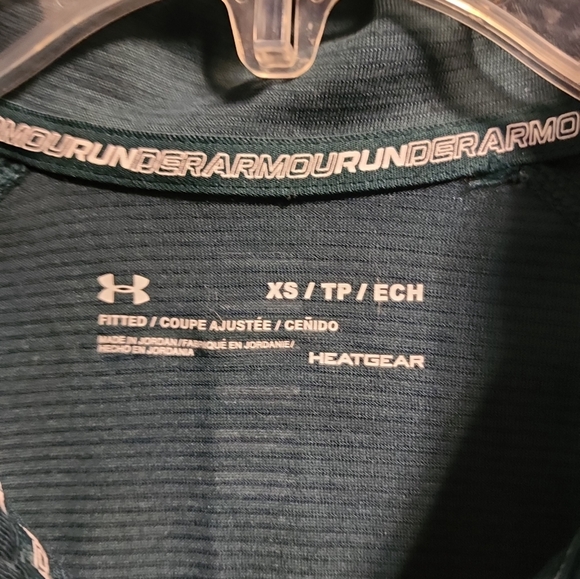 MOURUNDERARMOURUNDERARMO
XS / TP / ECH
FITTED / COUPE AJUSTÉE / CEÑIDO
MADE IN JORDAN / FABRIQUÉ EN JORDANIE /
HECHO EN JORDANIA
HEATGEAR